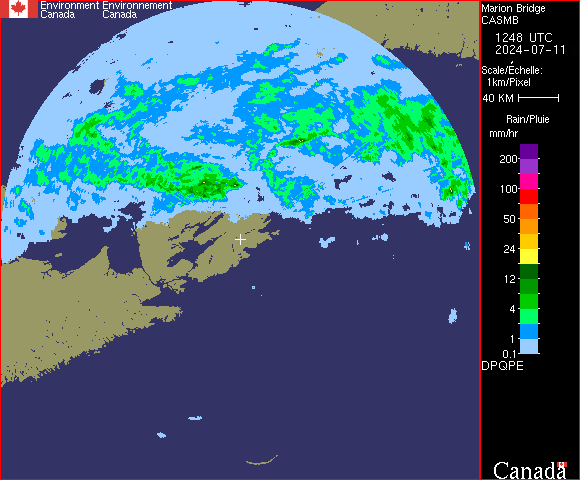 Environment Environnement
Canada Canada
Marion Bridge
CASMB
1248 UTC
2024-07-11
Scale/Echelle:
1km/Pixel
40 KM
Rain/Pluie
mm/hr
200
100
50
24
12
4
1
0.1
DPQPE
Canada